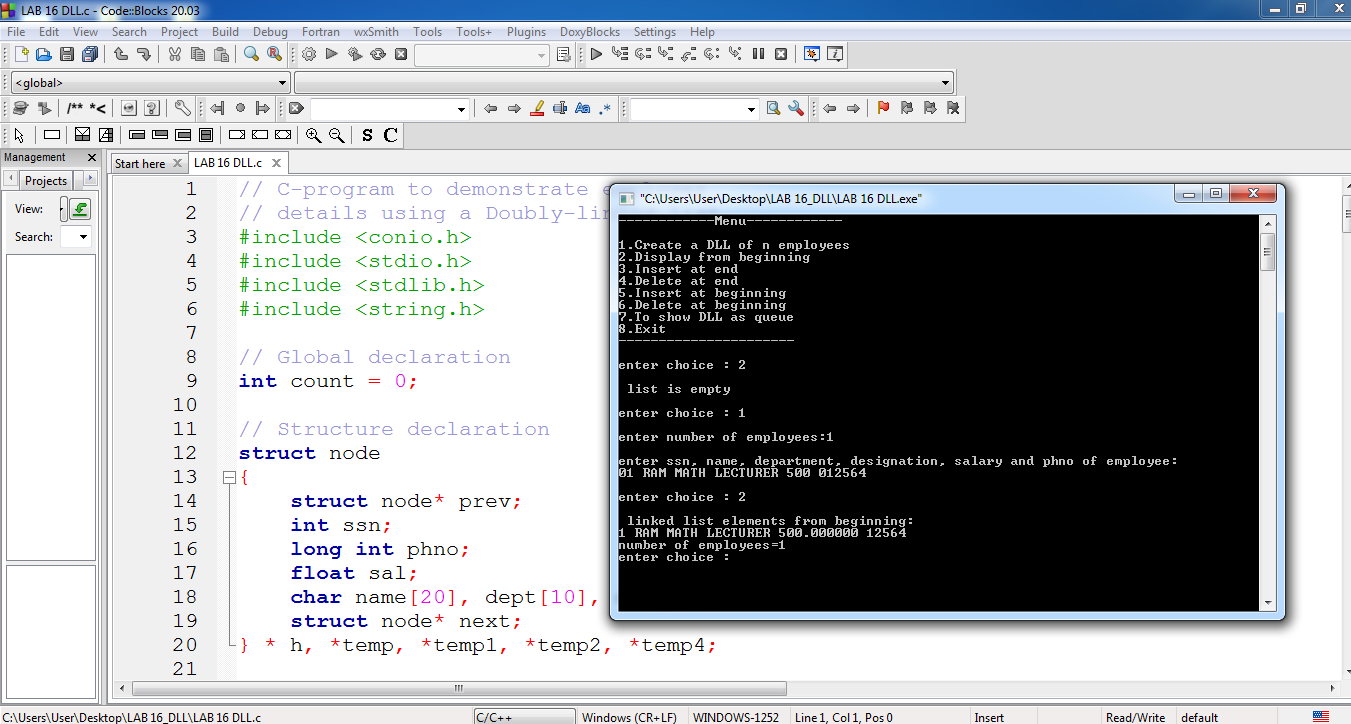 LAB 16 DLL.c - Code::Blocks 20.03
File Edit View Search Project Build Debug Fortran wxSmith Tools Tools+ Plugins DoxyBlocks Settings Help
<global>
/** *<
Aa .*
S C
Management
Start here LAB 16 DLL.c
Projects
View:
Search:
1 // C-program to demonstrate
2 // details using a Doubly-li
3 #include <conio.h>
4 #include <stdio.h>
5 #include <stdlib.h>
6 #include <string.h>
7
8 // Global declaration
9 int count = 0;
10
11 // Structure declaration
12 struct node
13 {
14 struct node* prev;
15 int ssn;
16 long int phno;
17 float sal;
18 char name[20], dept[10],
19 struct node* next;
20 } * h, *temp, *temp1, *temp2, *temp4;
21
"C:\Users\User\Desktop\LAB 16_DLL\LAB 16 DLL.exe"
------------Menu------------
1.Create a DLL of n employees
2.Display from beginning
3.Insert at end
4.Delete at end
5.Insert at beginning
6.Delete at beginning
7.To show DLL as queue
8.Exit
----------------------
enter choice : 2
list is empty
enter choice : 1
enter number of employees:1
enter ssn, name, department, designation, salary and phno of employee:
01 RAM MATH LECTURER 500 012564
enter choice : 2
linked list elements from beginning:
1 RAM MATH LECTURER 500.000000 12564
number of employees=1
enter choice :
C:\Users\User\Desktop\LAB 16_DLL\LAB 16 DLL.c C/C++ Windows (CR+LF) WINDOWS-1252 Line 1, Col 1, Pos 0 Insert Read/Write default